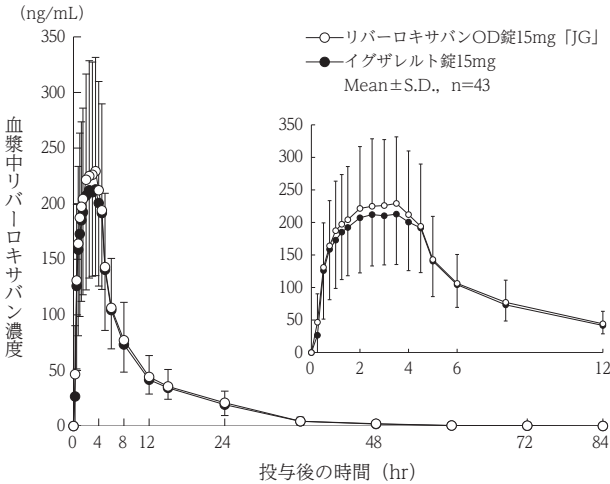 (ng/mL)
350
300
250
200
150
100
50
0
血漿中リバーロキサバン濃度
リバーロキサバンOD錠15mg「JG」
イグザレルト錠15mg
Mean±S.D.，n=43
350
300
250
200
150
100
50
0
0 2 4 6 12
0 4 8 12 24 48 72 84
投与後の時間（hr）